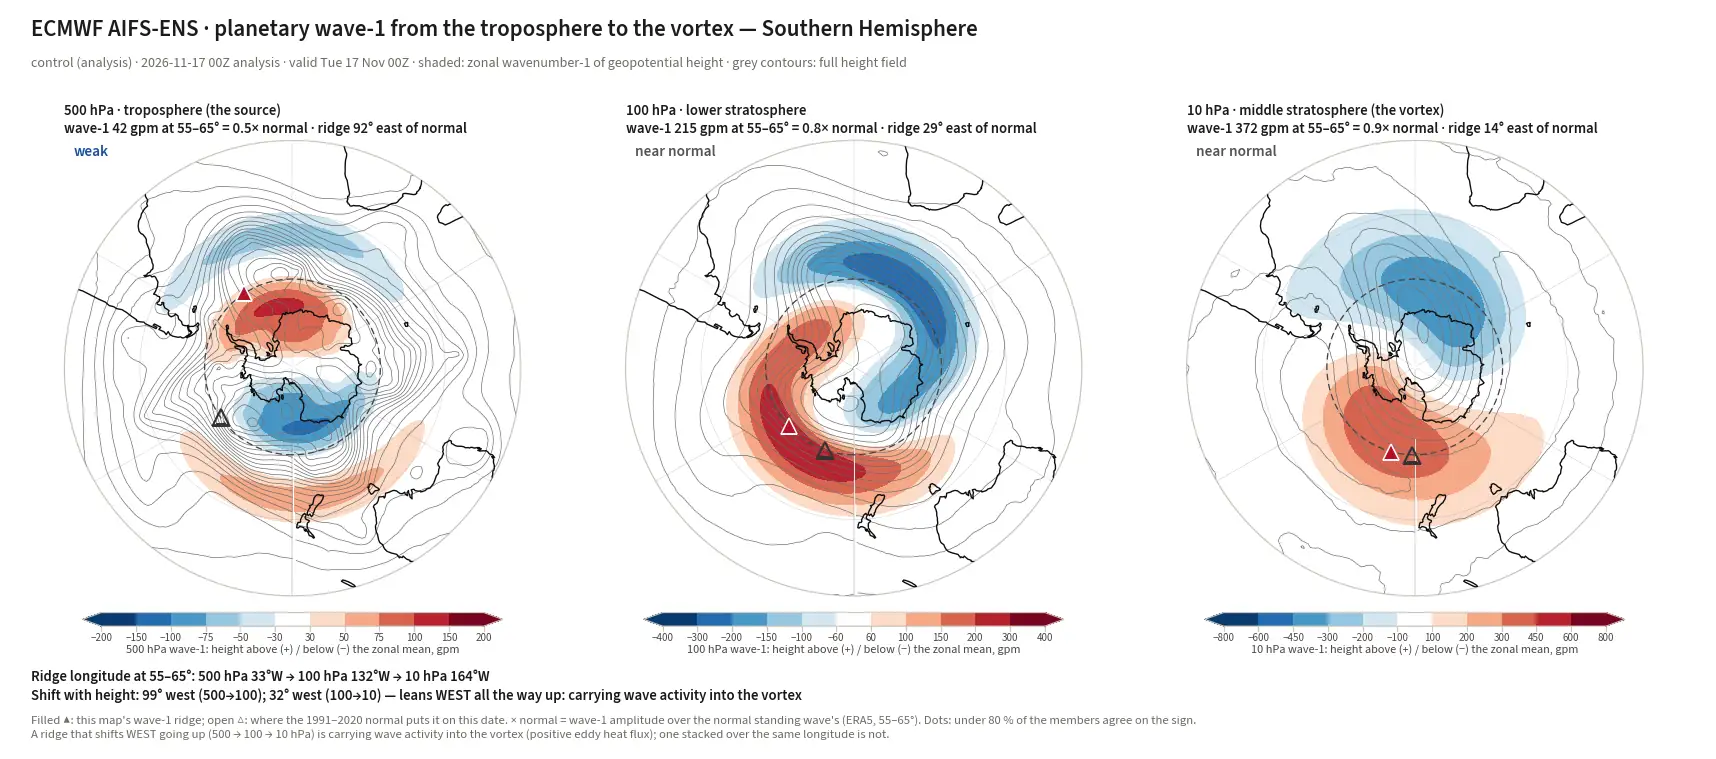 ECMWF AIFS-ENS · planetary wave-1 from the troposphere to the vortex — Southern Hemisphere
control (analysis) · 2026-11-17 00Z analysis · valid Tue 17 Nov 00Z · shaded: zonal wavenumber-1 of geopotential height · grey contours: full height field
500 hPa · troposphere (the source)
wave-1 42 gpm at 55–65° = 0.5× normal · ridge 92° east of normal
weak
100 hPa · lower stratosphere
wave-1 215 gpm at 55–65° = 0.8× normal · ridge 29° east of normal
near normal
10 hPa · middle stratosphere (the vortex)
wave-1 372 gpm at 55–65° = 0.9× normal · ridge 14° east of normal
near normal
−200 −150 −100 −75 −50 −30 30 50 75 100 150 200
500 hPa wave-1: height above (+) / below (−) the zonal mean, gpm
−400 −300 −200 −150 −100 −60 60 100 150 200 300 400
100 hPa wave-1: height above (+) / below (−) the zonal mean, gpm
−800 −600 −450 −300 −200 −100 100 200 300 450 600 800
10 hPa wave-1: height above (+) / below (−) the zonal mean, gpm
Ridge longitude at 55–65°: 500 hPa 33°W → 100 hPa 132°W → 10 hPa 164°W
Shift with height: 99° west (500→100); 32° west (100→10) — leans WEST all the way up: carrying wave activity into the vortex
Filled ▲: this map's wave-1 ridge; open △: where the 1991–2020 normal puts it on this date. × normal = wave-1 amplitude over the normal standing wave's (ERA5, 55–65°). Dots: under 80 % of the members agree on the sign.
A ridge that shifts WEST going up (500 → 100 → 10 hPa) is carrying wave activity into the vortex (positive eddy heat flux); one stacked over the same longitude is not.